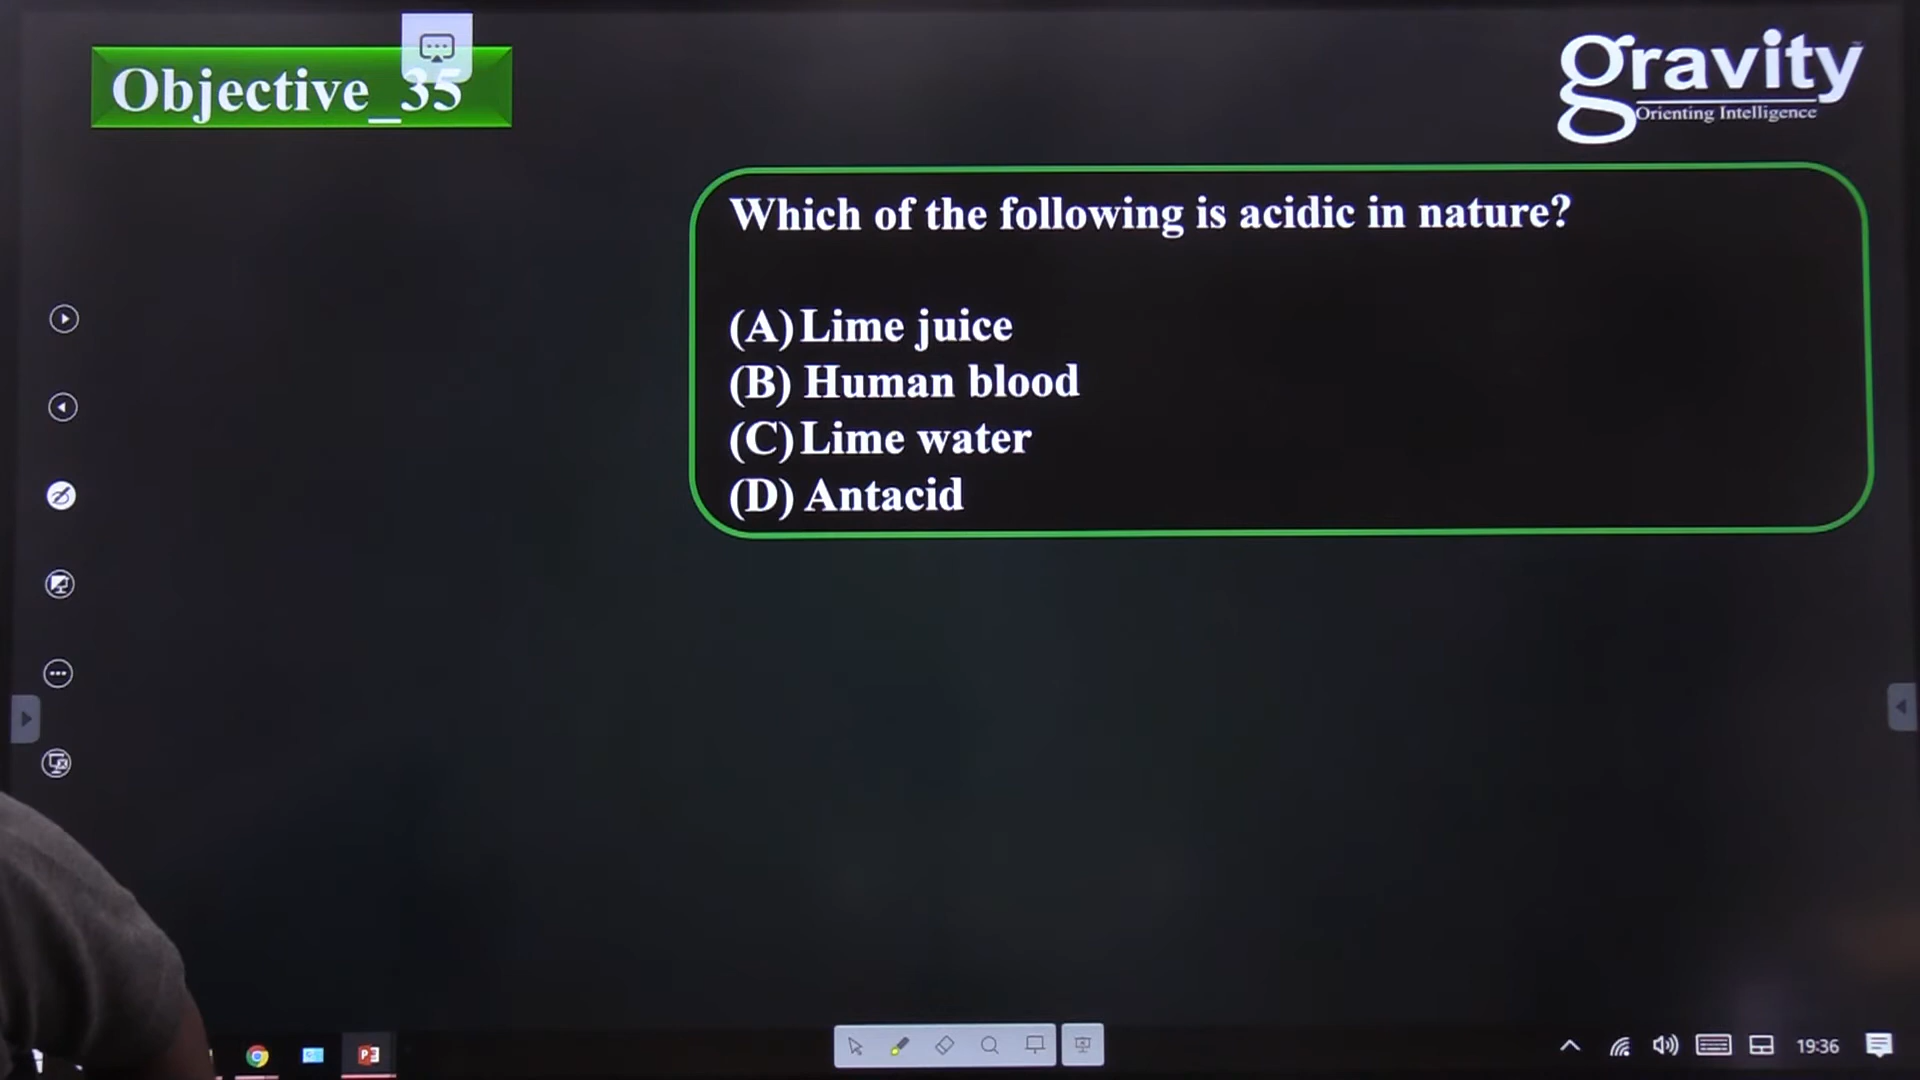 Objective_35
gravity
Orienting Intelligence
Which of the following is acidic in nature?
(A) Lime juice
(B) Human blood
(C) Lime water
(D) Antacid
19:36